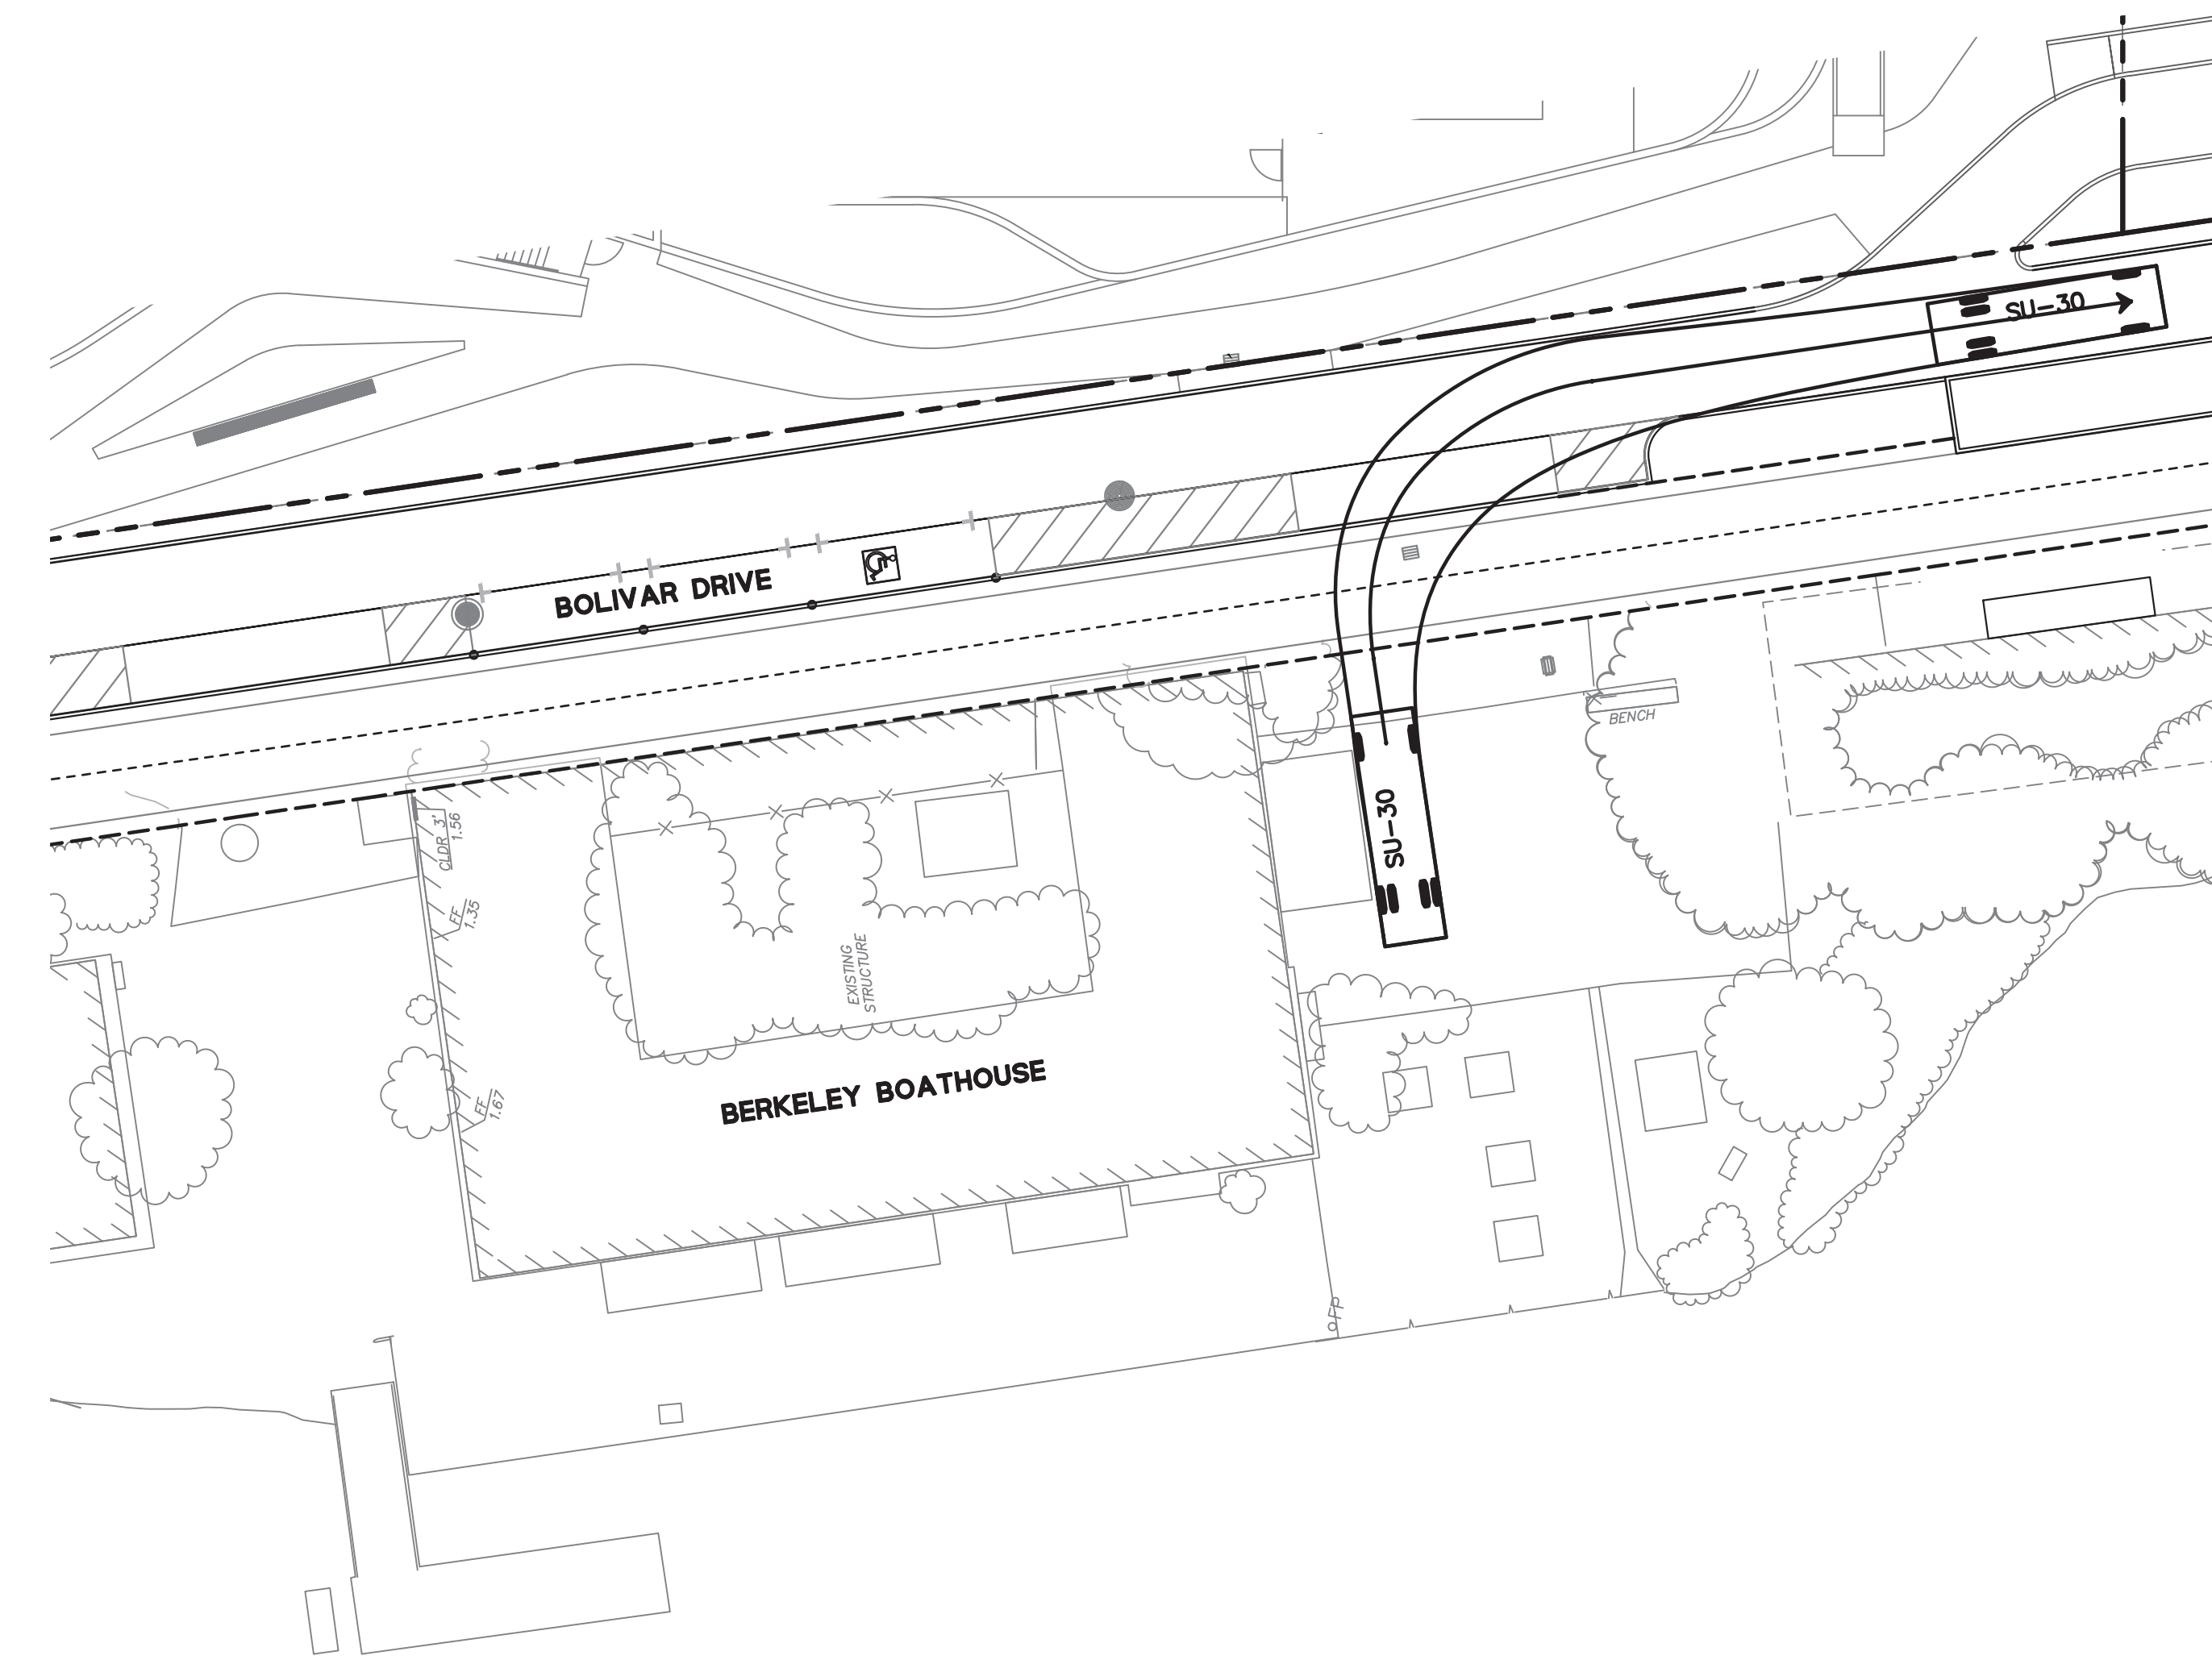 SU-30
BOLIVAR DRIVE
BENCH
SU-30
CLDR 3'
1.56
FF
1.35
EXISTING
STRUCTURE
BERKELEY BOATHOUSE
FF
1.67